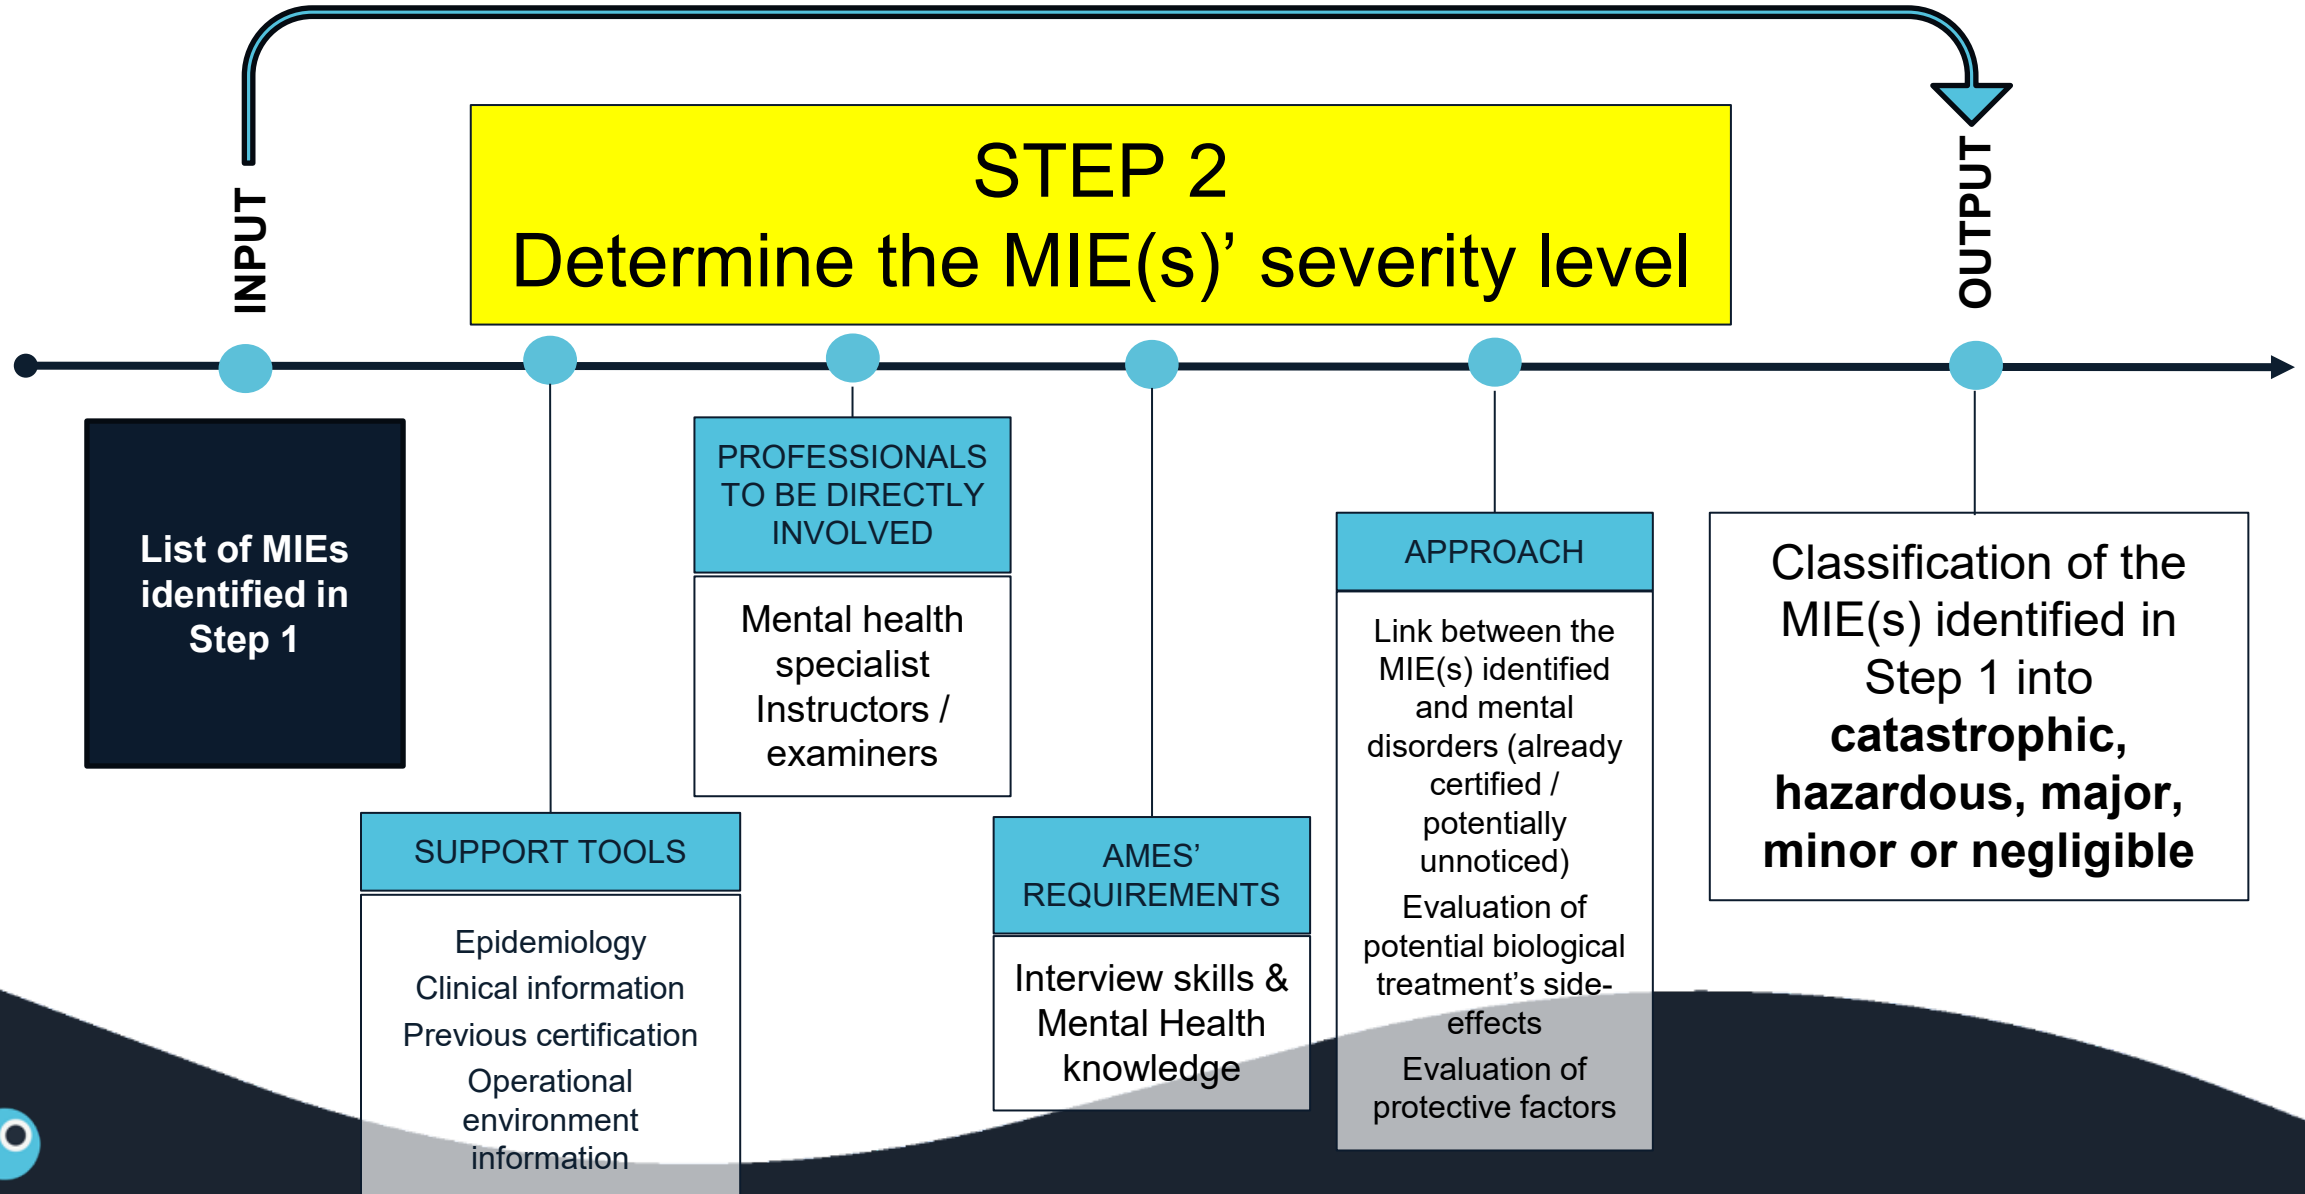 INPUT
STEP 2
Determine the MIE(s)’ severity level
OUTPUT
List of MIEs
identified in
Step 1
SUPPORT TOOLS
Epidemiology
Clinical information
Previous certification
Operational
environment
information
PROFESSIONALS
TO BE DIRECTLY
INVOLVED
Mental health
specialist
Instructors /
examiners
AMES’
REQUIREMENTS
Interview skills &
Mental Health
knowledge
APPROACH
Link between the
MIE(s) identified
and mental
disorders (already
certified /
potentially
unnoticed)
Evaluation of
potential biological
treatment’s side-
effects
Evaluation of
protective factors
Classification of the
MIE(s) identified in
Step 1 into
catastrophic,
hazardous, major,
minor or negligible